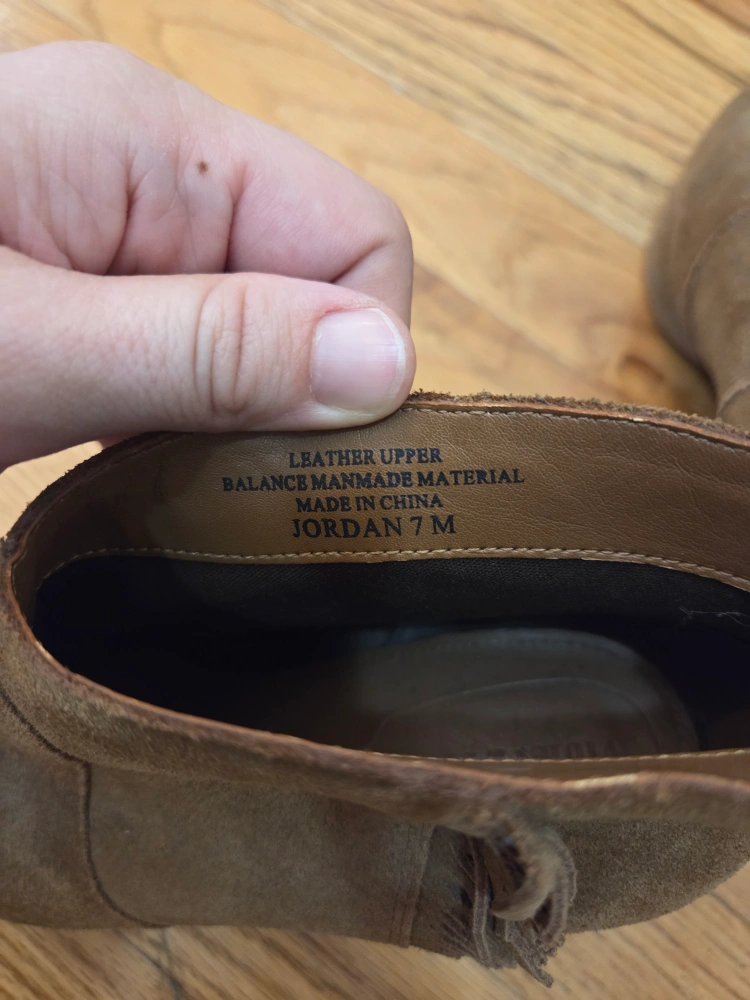 LEATHER UPPER
BALANCE MANMADE MATERIAL
MADE IN CHINA
JORDAN 7 M